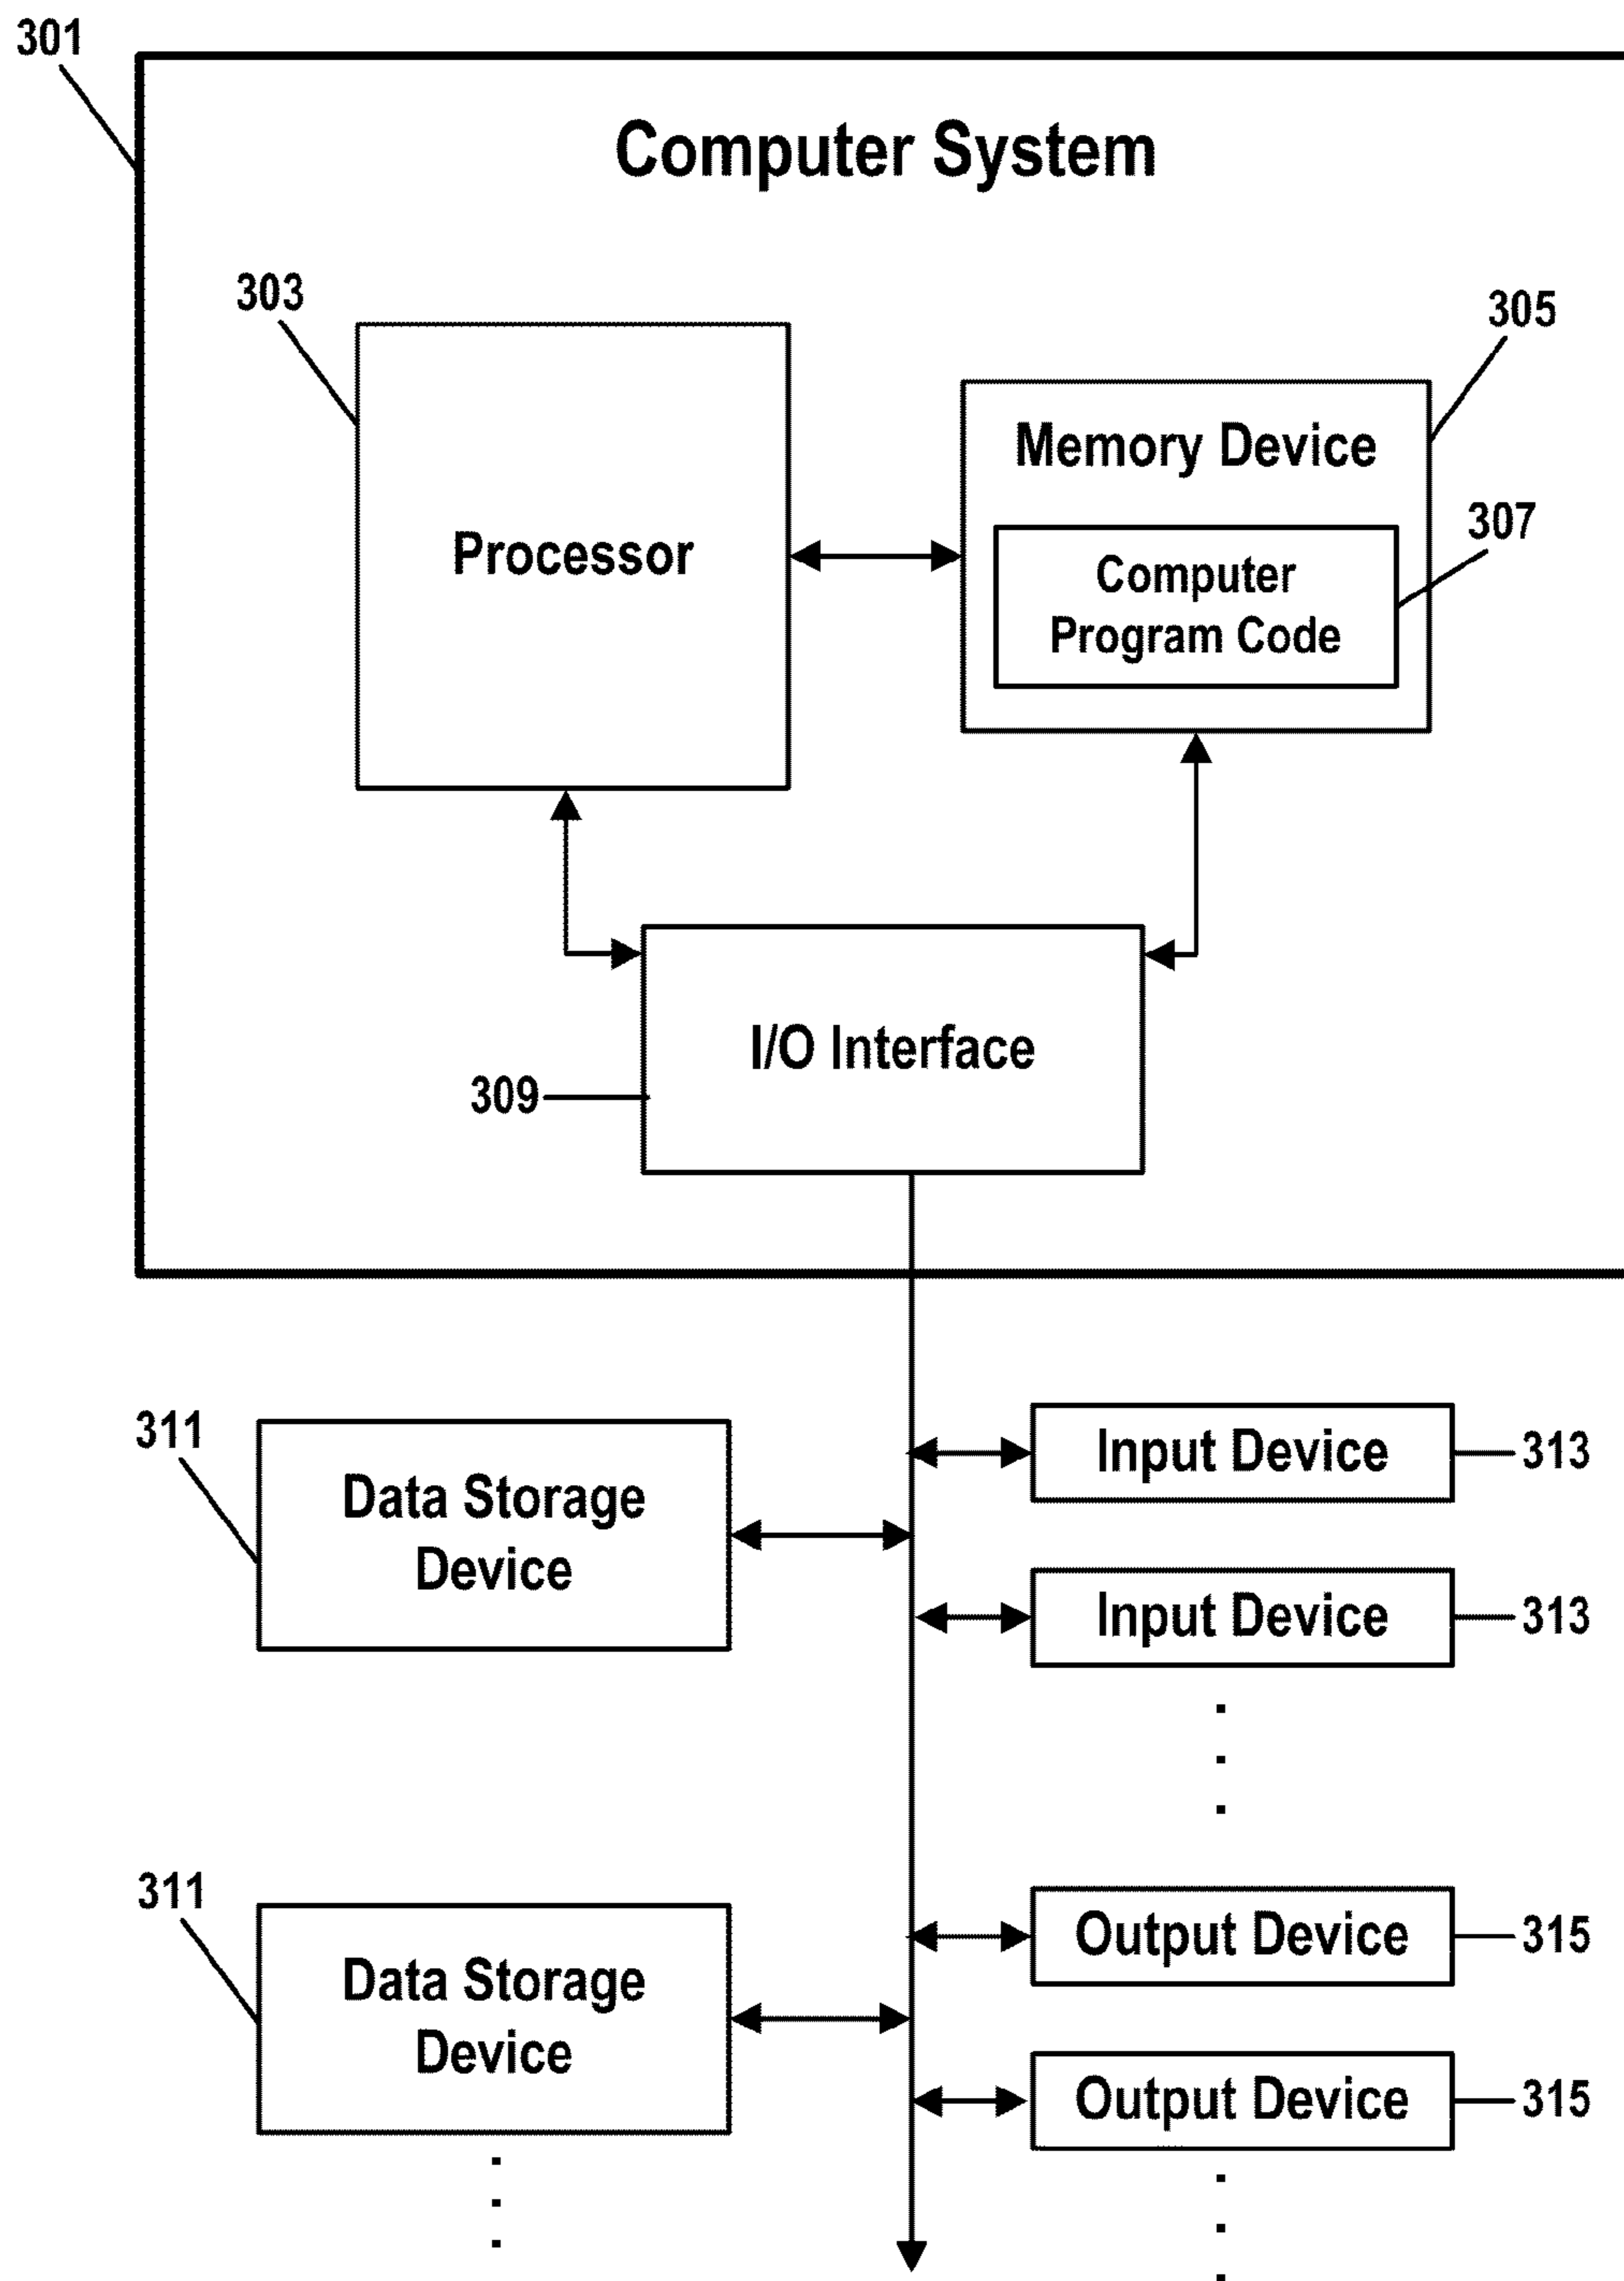 301
Computer System
303
305
Memory Device
307
Processor
Computer
Program Code
I/O Interface
309
311
Data Storage
Device
Input Device
313
Input Device
313
311
Data Storage
Device
Output Device
315
Output Device
315